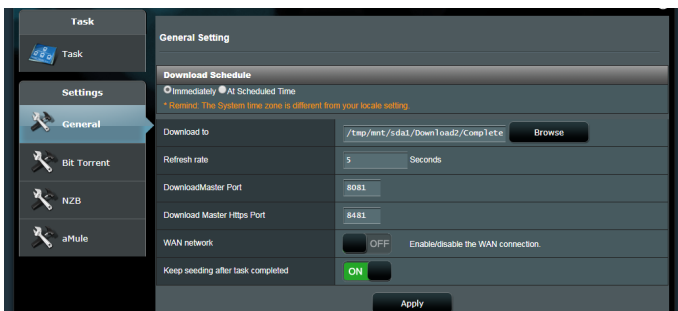 Task
Task
Settings
General
Bit Torrent
NZB
aMule
General Setting
Download Schedule
Immediately At Scheduled Time
* Remind: The System time zone is different from your locale setting.
Download to /tmp/mnt/sda1/Download2/Complete Browse
Refresh rate 5 Seconds
DownloadMaster Port 8081
Download Master Https Port 8481
WAN network OFF Enable/disable the WAN connection.
Keep seeding after task completed ON
Apply